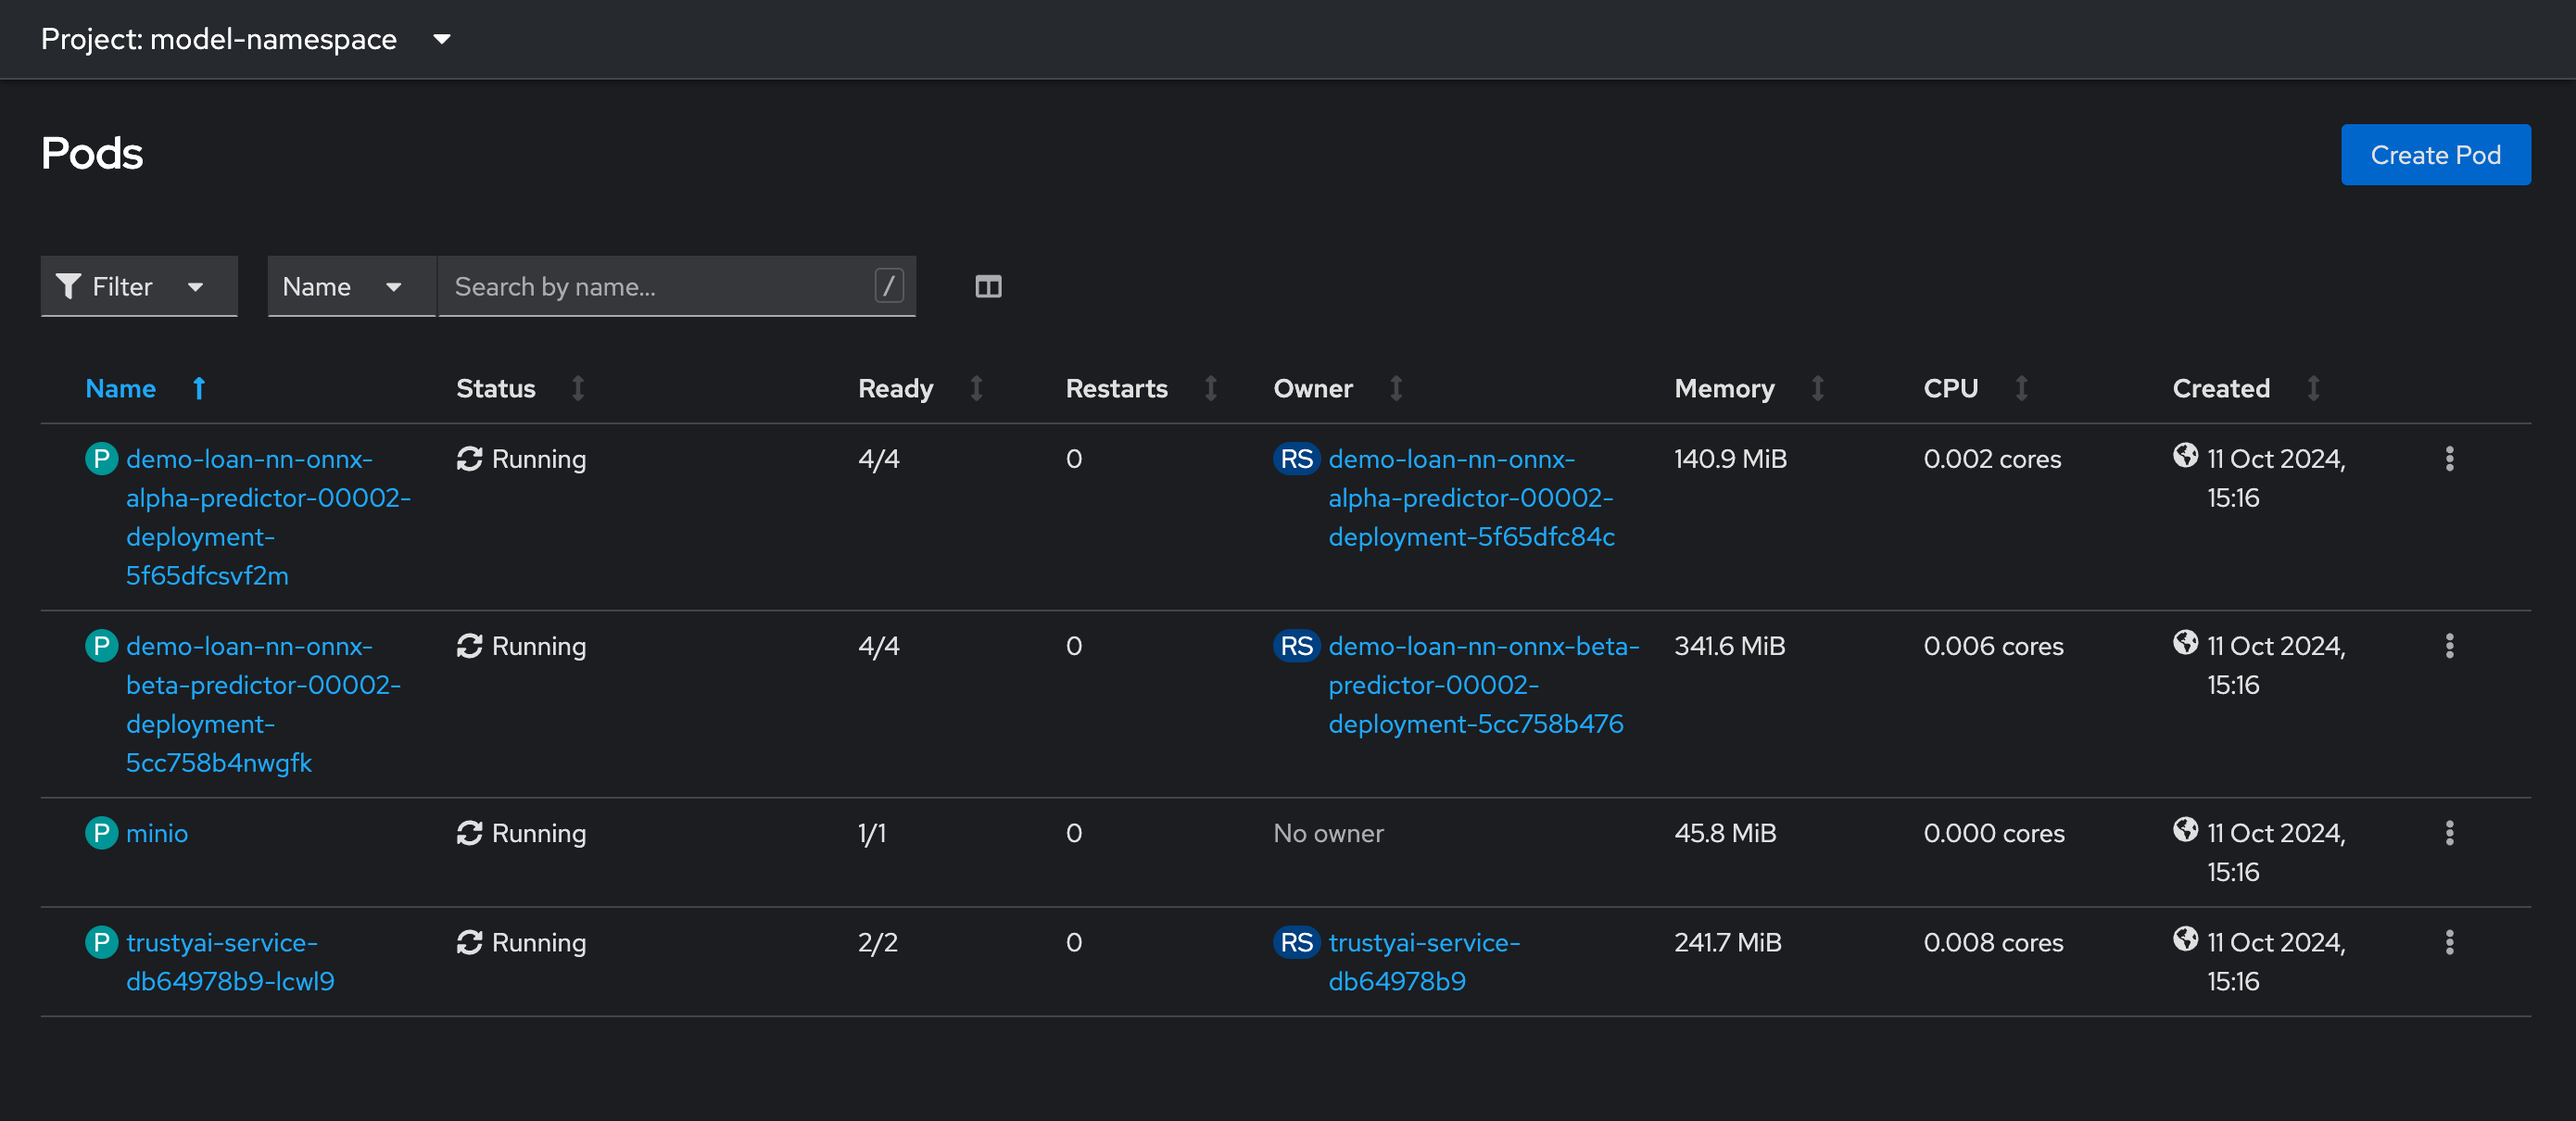 Project: model-namespace
Pods
Create Pod
Filter
Name
Search by name...
/
Name Status Ready Restarts Owner Memory CPU Created
P demo-loan-nn-onnx-alpha-predictor-00002-deployment-5f65dfcsvf2m Running 4/4 0 RS demo-loan-nn-onnx-alpha-predictor-00002-deployment-5f65dfc84c 140.9 MiB 0.002 cores 11 Oct 2024, 15:16
P demo-loan-nn-onnx-beta-predictor-00002-deployment-5cc758b4nwgfk Running 4/4 0 RS demo-loan-nn-onnx-beta-predictor-00002-deployment-5cc758b476 341.6 MiB 0.006 cores 11 Oct 2024, 15:16
P minio Running 1/1 0 No owner 45.8 MiB 0.000 cores 11 Oct 2024, 15:16
P trustyai-service-db64978b9-lcwl9 Running 2/2 0 RS trustyai-service-db64978b9 241.7 MiB 0.008 cores 11 Oct 2024, 15:16